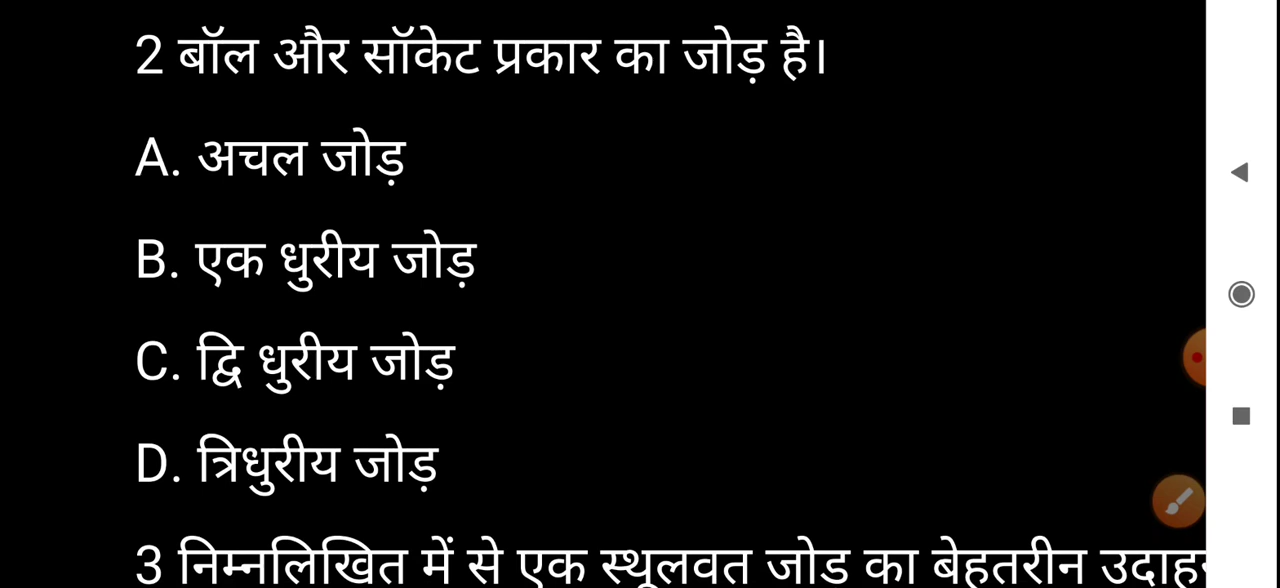 2 बॉल और सॉकेट प्रकार का जोड़ है।
A. अचल जोड़
B. एक धुरीय जोड़
C. द्वि धुरीय जोड़
D. त्रिधुरीय जोड़
3 निम्नलिखित में से एक स्थूलवत जोड का बेहतरीन